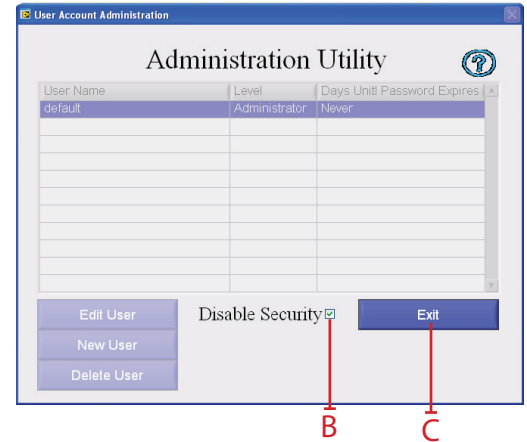 User Account Administration
Administration Utility
?
User Name Level Days Unitl Password Expires
default Administrator Never
Edit User Disable Security Exit
New User
Delete User
B C